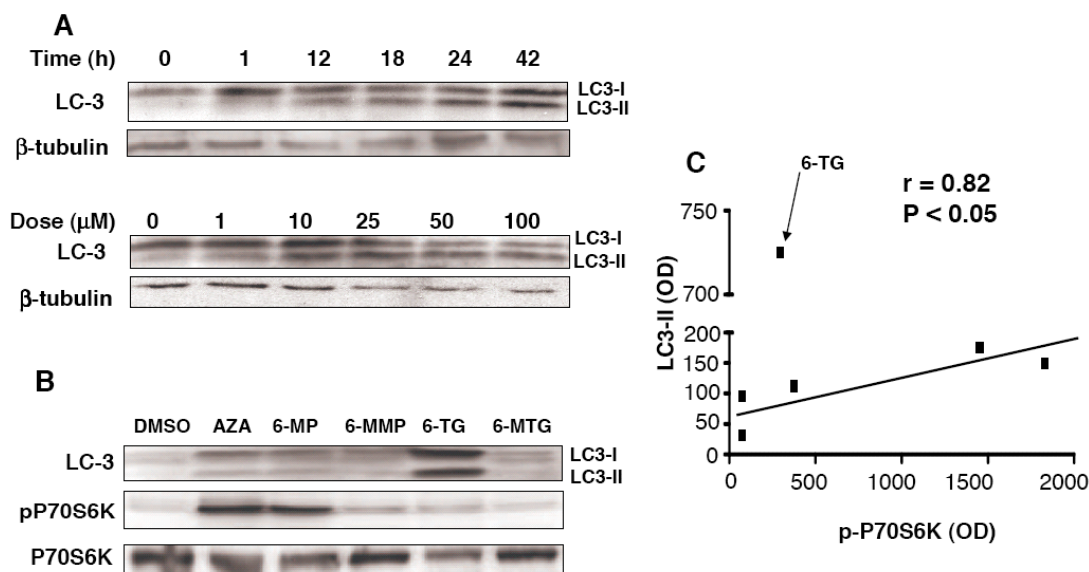 A
Time (h) 0 1 12 18 24 42
LC-3
LC3-I
LC3-II
β-tubulin
Dose (μM) 0 1 10 25 50 100
LC-3
LC3-I
LC3-II
β-tubulin
B
DMSO AZA 6-MP 6-MMP 6-TG 6-MTG
LC-3
LC3-I
LC3-II
pP70S6K
P70S6K
C
6-TG
r = 0.82
P < 0.05
LC3-II (OD)
750
700
200
150
100
50
0
0 500 1000 1500 2000
p-P70S6K (OD)